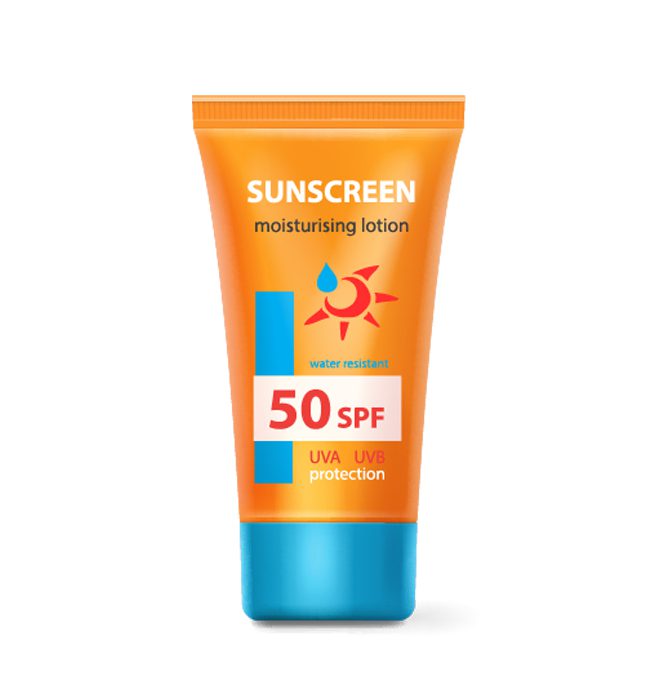 SUNSCREEN
moisturising lotion
water resistant
50 SPF
UVA UVB
protection